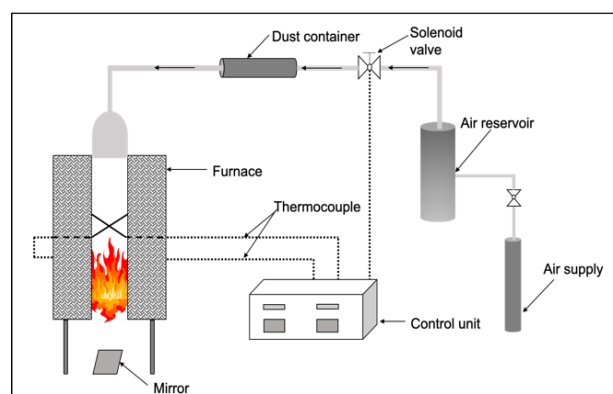 Solenoid
valve
Dust container
Air reservoir
Furnace
Thermocouple
Air supply
Control unit
Mirror